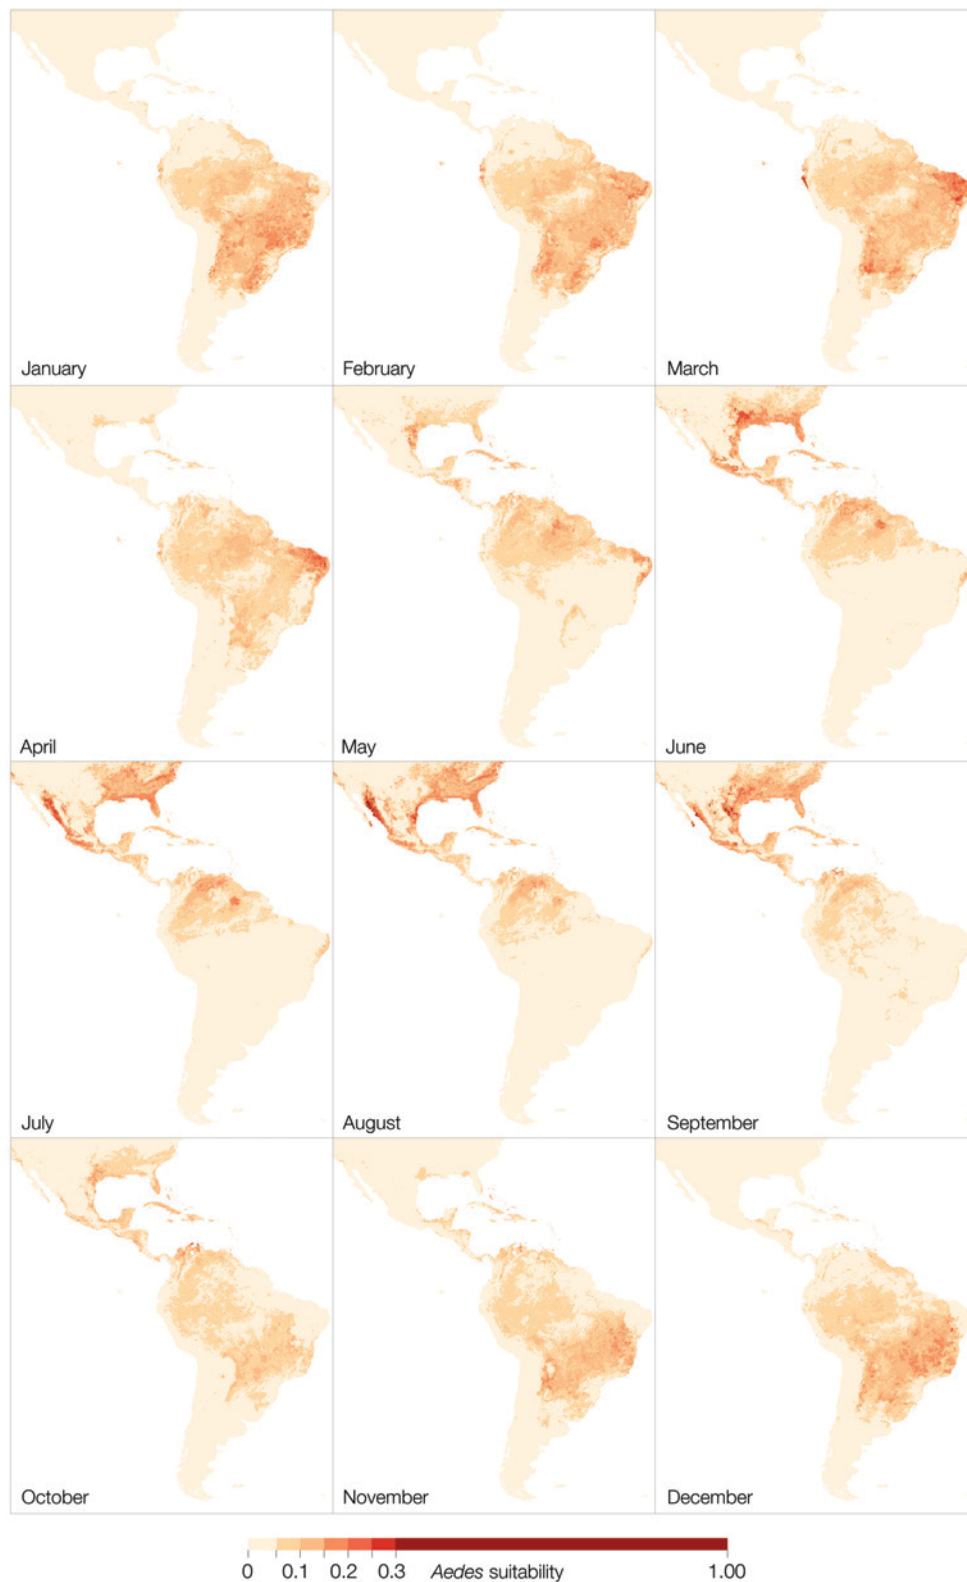 January
February
March
April
May
June
July
August
September
October
November
December
0 0.1 0.2 0.3 Aedes suitability 1.00